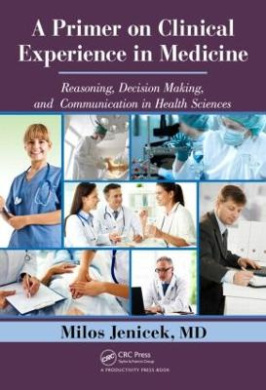 A Primer on Clinical
Experience in Medicine
Reasoning, Decision Making,
and Communication in Health Sciences
Milos Jenicek, MD
CRC Press
Taylor & Francis Group
A PRODUCTIVITY PRESS BOOK